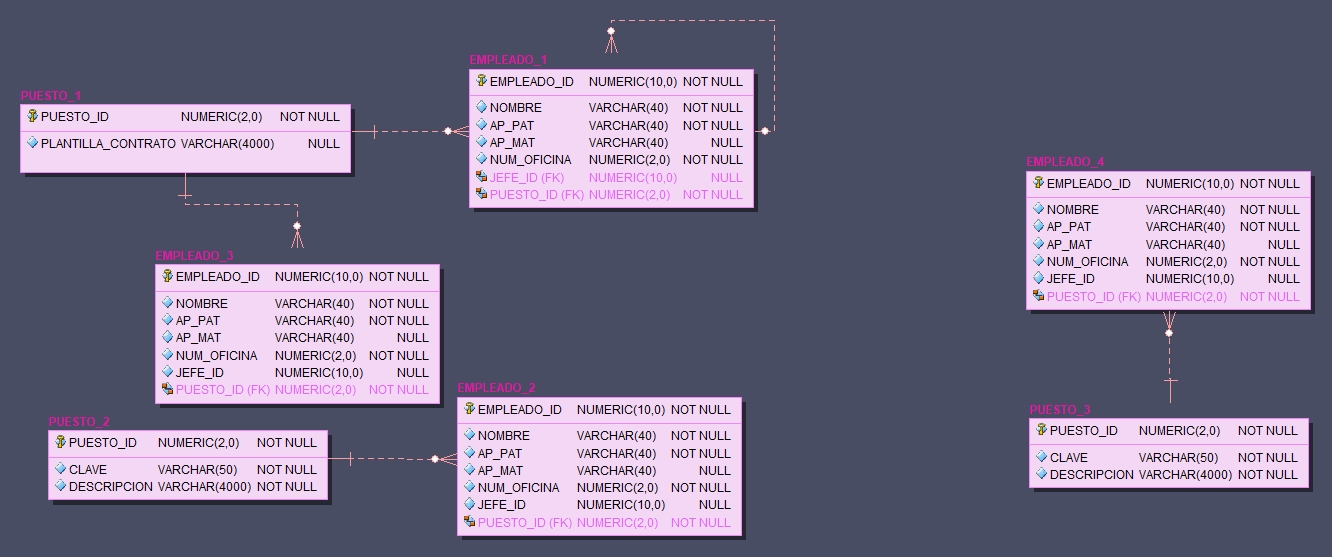 EMPLEADO_1
EMPLEADO_ID NUMERIC(10,0) NOT NULL
NOMBRE VARCHAR(40) NOT NULL
AP_PAT VARCHAR(40) NOT NULL
AP_MAT VARCHAR(40) NULL
NUM_OFICINA NUMERIC(2,0) NOT NULL
JEFE_ID (FK) NUMERIC(10,0) NULL
PUESTO_ID (FK) NUMERIC(2,0) NOT NULL
PUESTO_1
PUESTO_ID NUMERIC(2,0) NOT NULL
PLANTILLA_CONTRATO VARCHAR(4000) NULL
EMPLEADO_4
EMPLEADO_ID NUMERIC(10,0) NOT NULL
NOMBRE VARCHAR(40) NOT NULL
AP_PAT VARCHAR(40) NOT NULL
AP_MAT VARCHAR(40) NULL
NUM_OFICINA NUMERIC(2,0) NOT NULL
JEFE_ID NUMERIC(10,0) NULL
PUESTO_ID (FK) NUMERIC(2,0) NOT NULL
EMPLEADO_3
EMPLEADO_ID NUMERIC(10,0) NOT NULL
NOMBRE VARCHAR(40) NOT NULL
AP_PAT VARCHAR(40) NOT NULL
AP_MAT VARCHAR(40) NULL
NUM_OFICINA NUMERIC(2,0) NOT NULL
JEFE_ID NUMERIC(10,0) NULL
PUESTO_ID (FK) NUMERIC(2,0) NOT NULL
EMPLEADO_2
EMPLEADO_ID NUMERIC(10,0) NOT NULL
NOMBRE VARCHAR(40) NOT NULL
AP_PAT VARCHAR(40) NOT NULL
AP_MAT VARCHAR(40) NULL
NUM_OFICINA NUMERIC(2,0) NOT NULL
JEFE_ID NUMERIC(10,0) NULL
PUESTO_ID (FK) NUMERIC(2,0) NOT NULL
PUESTO_2
PUESTO_ID NUMERIC(2,0) NOT NULL
CLAVE VARCHAR(50) NOT NULL
DESCRIPCION VARCHAR(4000) NOT NULL
PUESTO_3
PUESTO_ID NUMERIC(2,0) NOT NULL
CLAVE VARCHAR(50) NOT NULL
DESCRIPCION VARCHAR(4000) NOT NULL